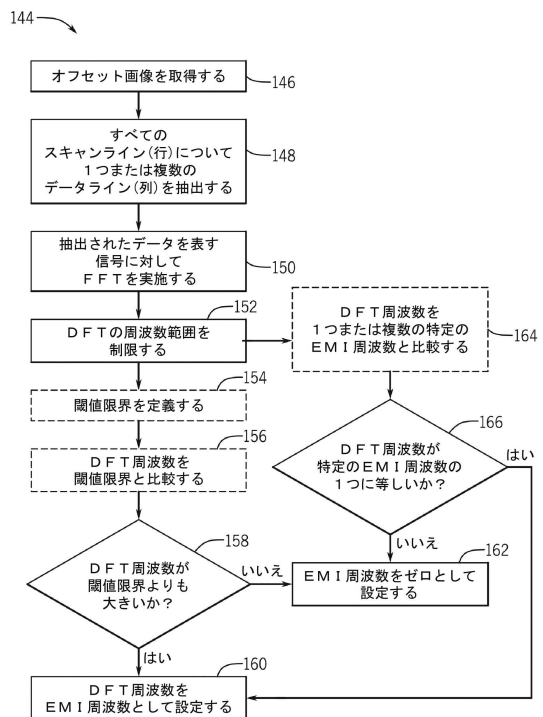 144
オフセット画像を取得する
146
すべての
スキャンライン(行)について
1つまたは複数の
データライン(列)を抽出する
148
抽出されたデータを表す
信号に対して
FFTを実施する
150
152
DFTの周波数範囲を
制限する
DFT周波数を
1つまたは複数の特定の
EMI周波数と比較する
164
154
閾値限界を定義する
156
DFT周波数を
閾値限界と比較する
166
DFT周波数が
特定のEMI周波数の
1つに等しいか?
はい
いいえ
158
DFT周波数が
閾値限界よりも
大きいか?
いいえ
162
EMI周波数をゼロとして
設定する
はい
160
DFT周波数を
EMI周波数として設定する